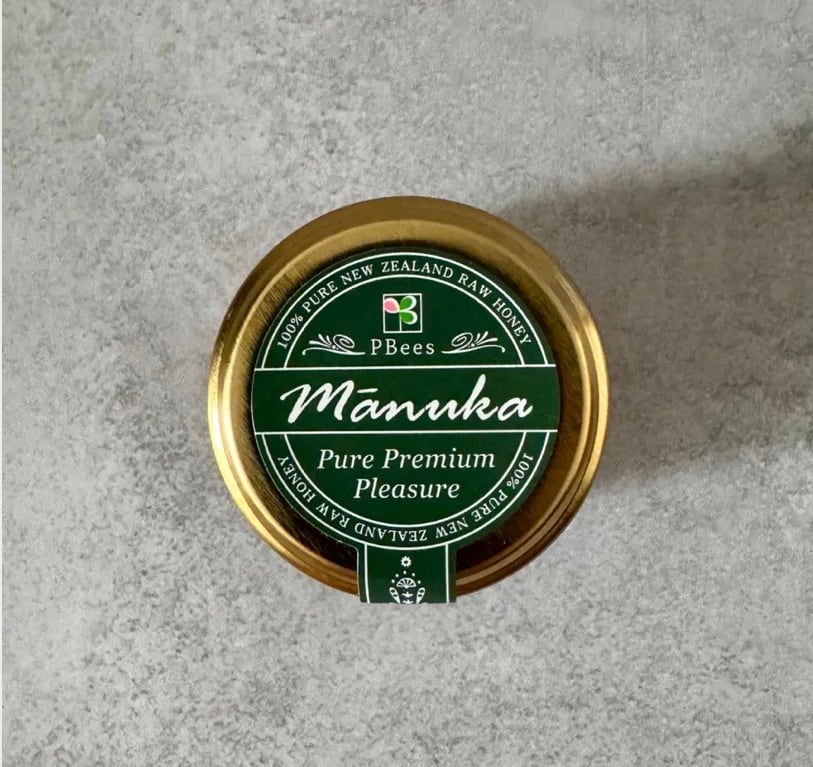 100% PURE NEW ZEALAND RAW HONEY
PBees
Mānuka
Pure Premium
Pleasure
100% PURE NEW ZEALAND RAW HONEY